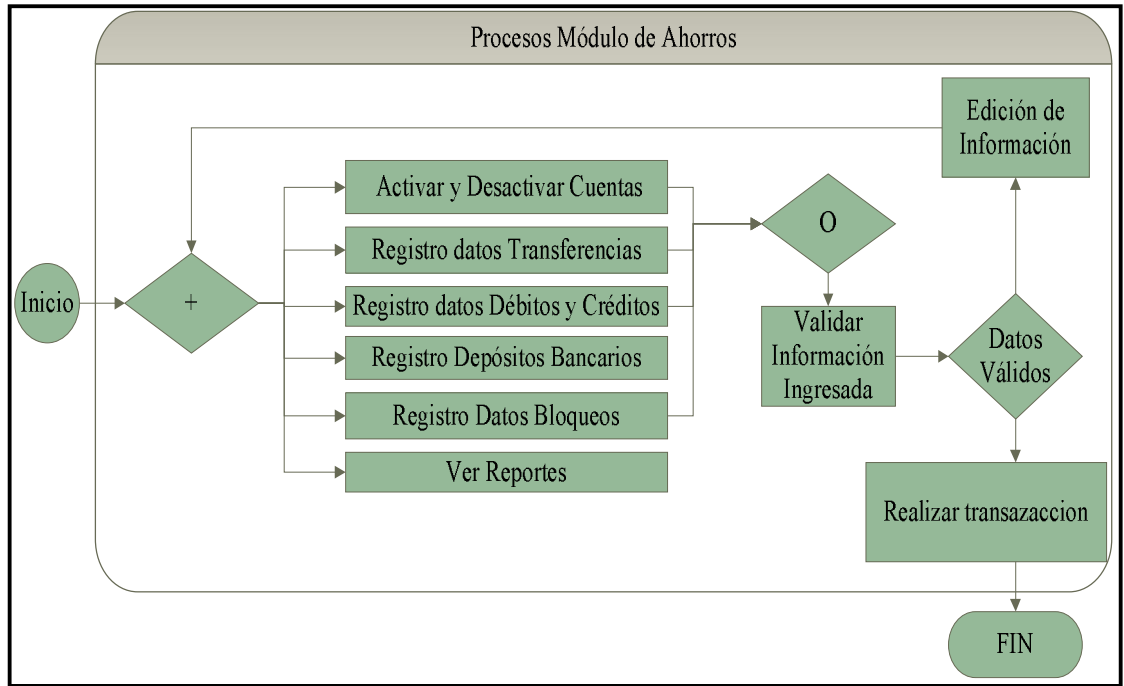 Procesos Módulo de Ahorros
Edición de
Información
Activar y Desactivar Cuentas
O
Registro datos Transferencias
Inicio
+
Registro datos Débitos y Créditos
Registro Depósitos Bancarios
Registro Datos Bloqueos
Ver Reportes
Validar
Información
Ingresada
Datos
Válidos
Realizar transazaccion
FIN